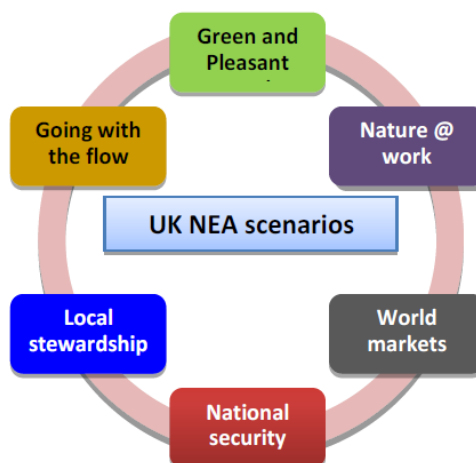 Green and
Pleasant
Nature @
work
World
markets
National
security
Local
stewardship
Going with
the flow
UK NEA scenarios